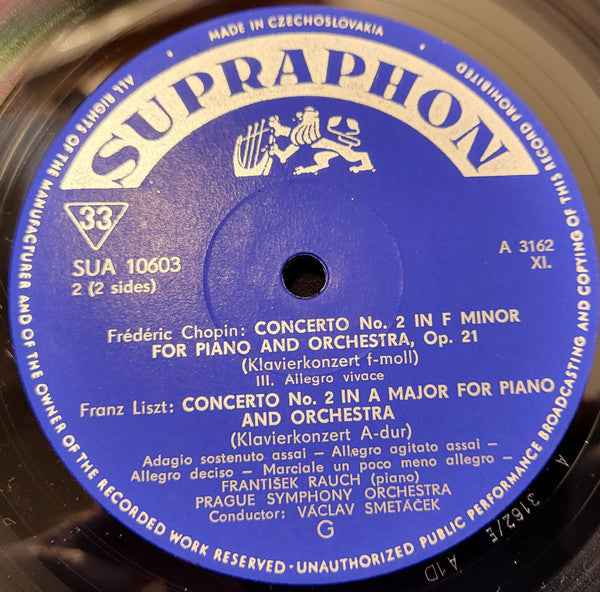 MADE IN CZECHOSLOVAKIA
ALL RIGHTS OF THE MANUFACTURER AND OF THE OWNER OF THE RECORDED WORK RESERVED · UNAUTHORIZED PUBLIC PERFORMANCE BROADCASTING AND COPYING OF THIS RECORD PROHIBITED
SUPRAPHON
33
SUA 10603
2 (2 sides)
A 3162
XI.
Frédéric Chopin: CONCERTO No. 2 IN F MINOR
FOR PIANO AND ORCHESTRA, Op. 21
(Klavierkonzert f-moll)
III. Allegro vivace
Franz Liszt: CONCERTO No. 2 IN A MAJOR FOR PIANO
AND ORCHESTRA
(Klavierkonzert A-dur)
Adagio sostenuto assai – Allegro agitato assai –
Allegro deciso – Marciale un poco meno allegro –
FRANTIŠEK RAUCH (piano)
PRAGUE SYMPHONY ORCHESTRA
Conductor: VÁCLAV SMETÁČEK
G
A 3162/E A1D